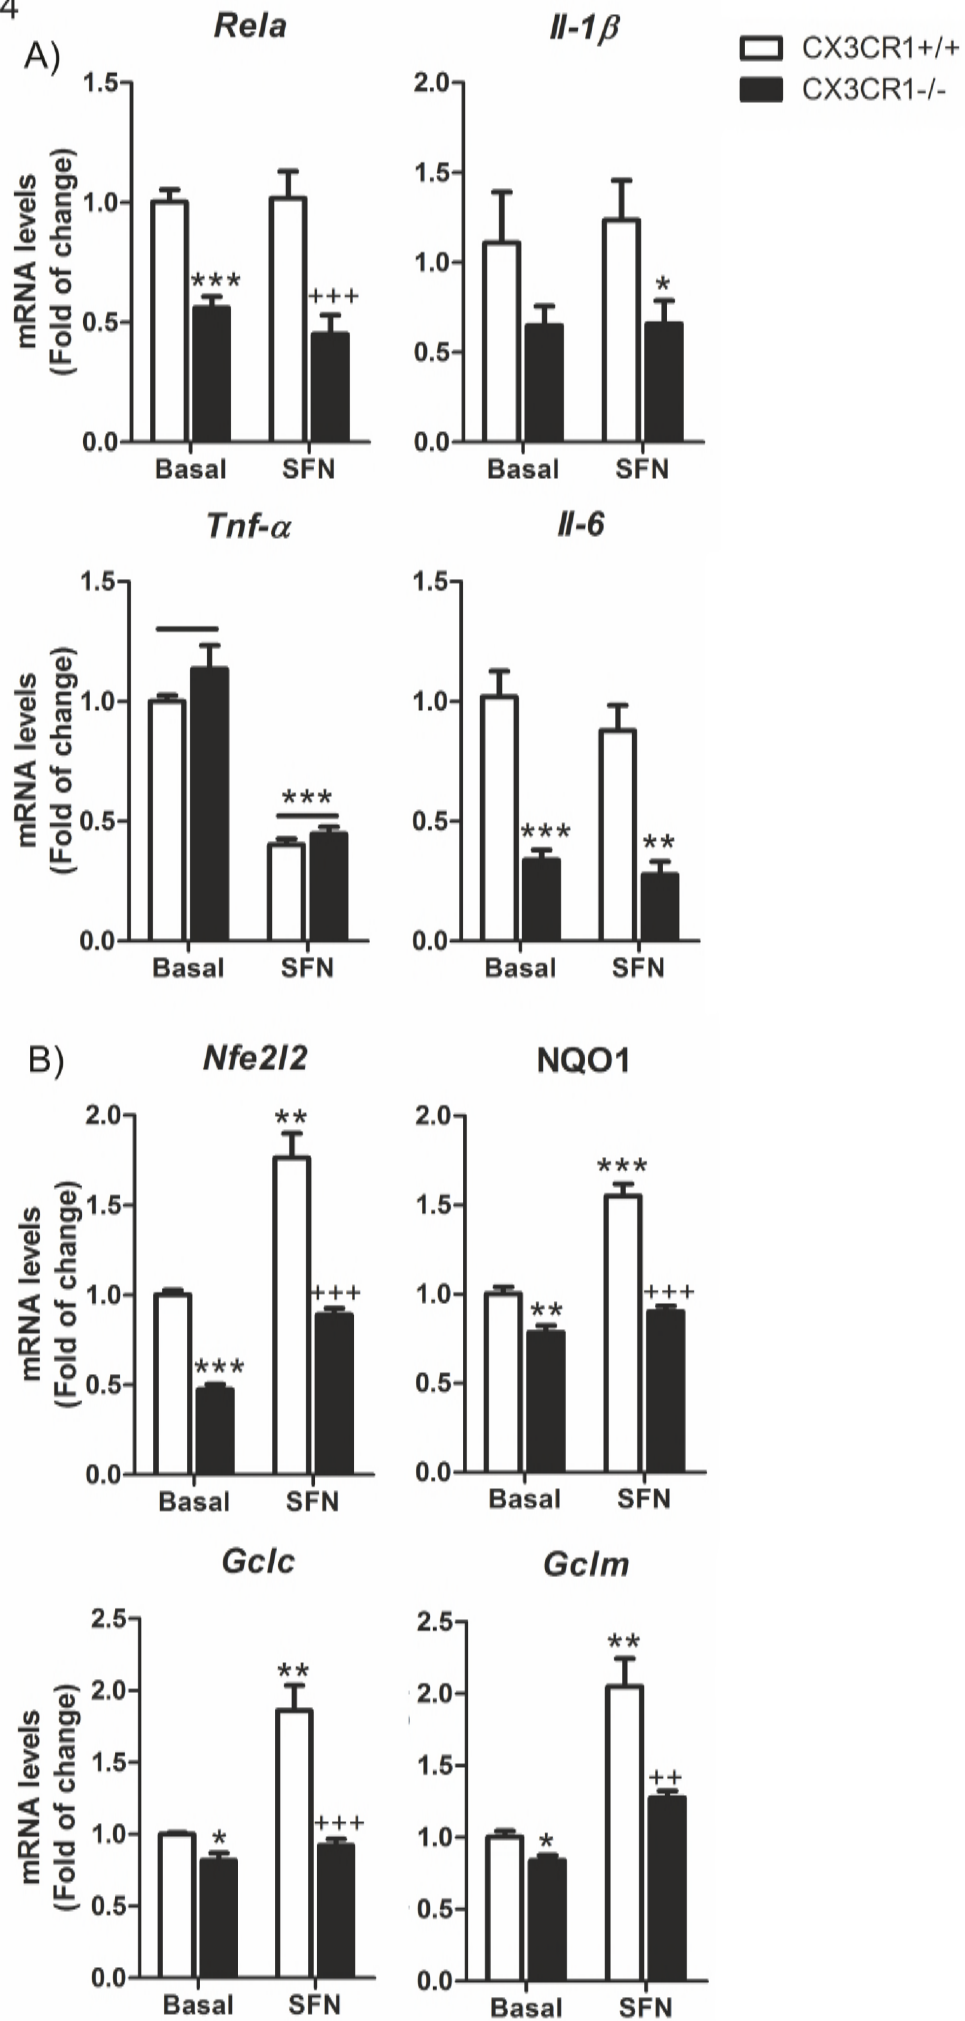 4
A)
Rela
Il-1β
CX3CR1+/+
CX3CR1-/-
mRNA levels
(Fold of change)
1.5
1.0
0.5
0.0
***
+++
Basal
SFN
2.0
1.5
1.0
0.5
0.0
*
Basal
SFN
Tnf-α
Il-6
mRNA levels
(Fold of change)
1.5
1.0
0.5
0.0
***
Basal
SFN
1.5
1.0
0.5
0.0
***
**
Basal
SFN
B)
Nfe2l2
NQO1
mRNA levels
(Fold of change)
2.0
1.5
1.0
0.5
0.0
***
**
+++
Basal
SFN
2.0
1.5
1.0
0.5
0.0
**
***
+++
Basal
SFN
Gclc
Gclm
mRNA levels
(Fold of change)
2.5
2.0
1.5
1.0
0.5
0.0
*
**
+++
Basal
SFN
2.5
2.0
1.5
1.0
0.5
0.0
*
**
++
Basal
SFN